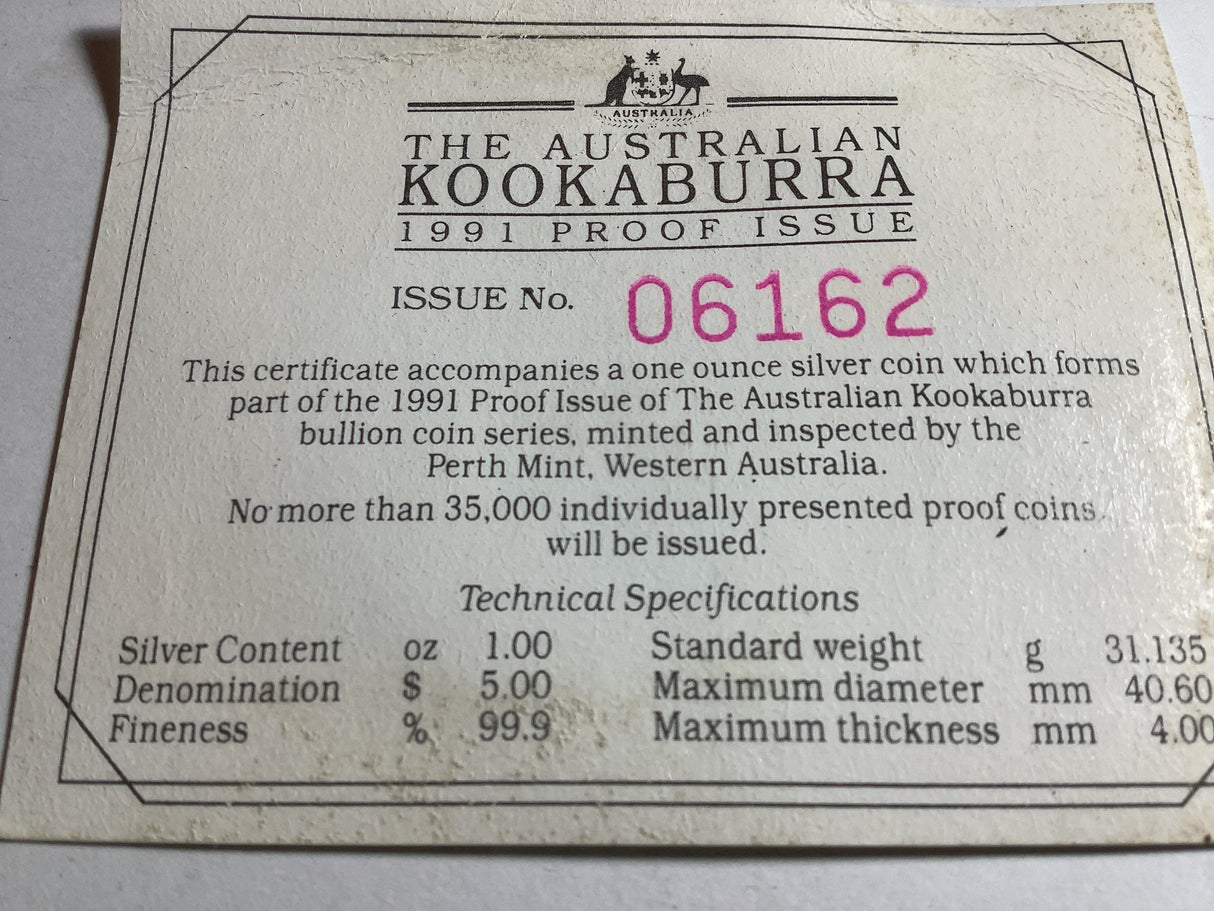 AUSTRALIA
THE AUSTRALIAN
KOOKABURRA
1991 PROOF ISSUE
ISSUE No. 06162
This certificate accompanies a one ounce silver coin which forms
part of the 1991 Proof Issue of The Australian Kookaburra
bullion coin series, minted and inspected by the
Perth Mint, Western Australia.
No more than 35,000 individually presented proof coins
will be issued.
Technical Specifications
Silver Content oz 1.00 Standard weight g 31.135
Denomination $ 5.00 Maximum diameter mm 40.60
Fineness % 99.9 Maximum thickness mm 4.00